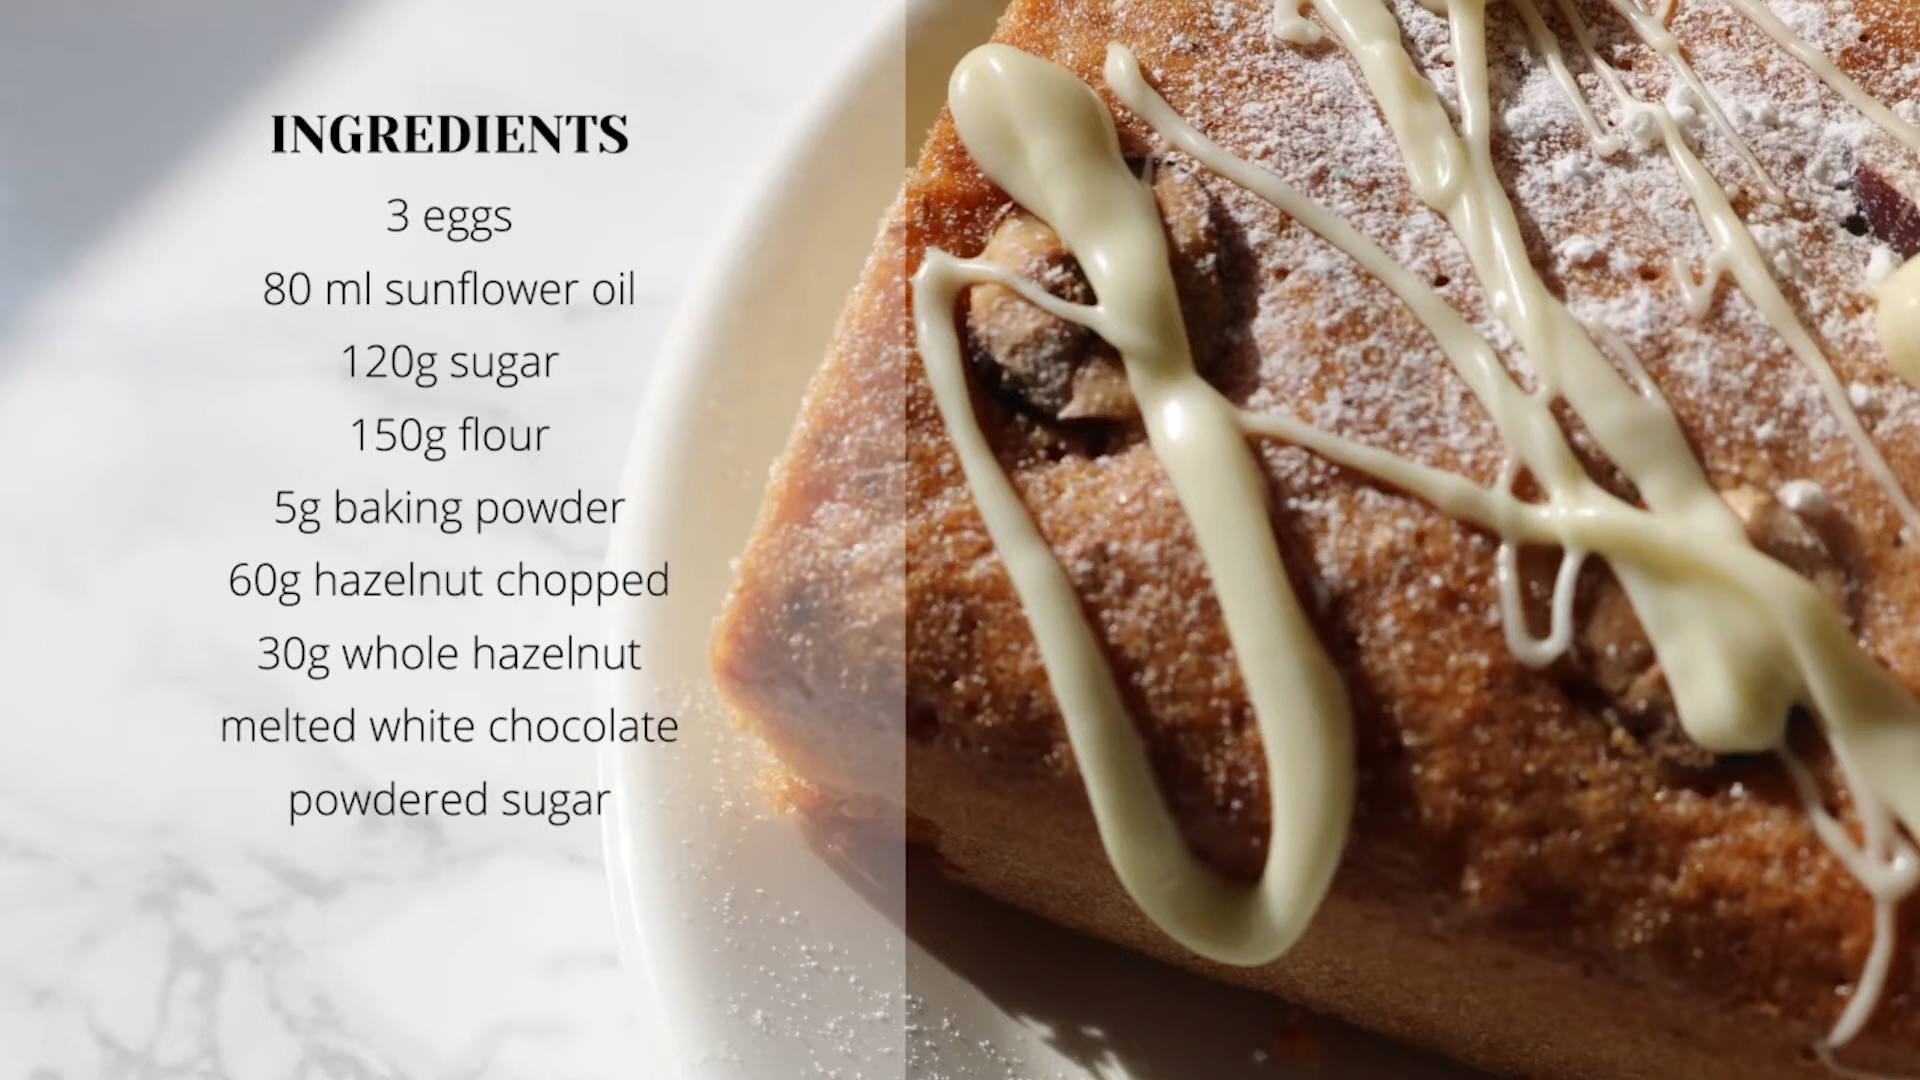 INGREDIENTS
3 eggs
80 ml sunflower oil
120g sugar
150g flour
5g baking powder
60g hazelnut chopped
30g whole hazelnut
melted white chocolate
powdered sugar